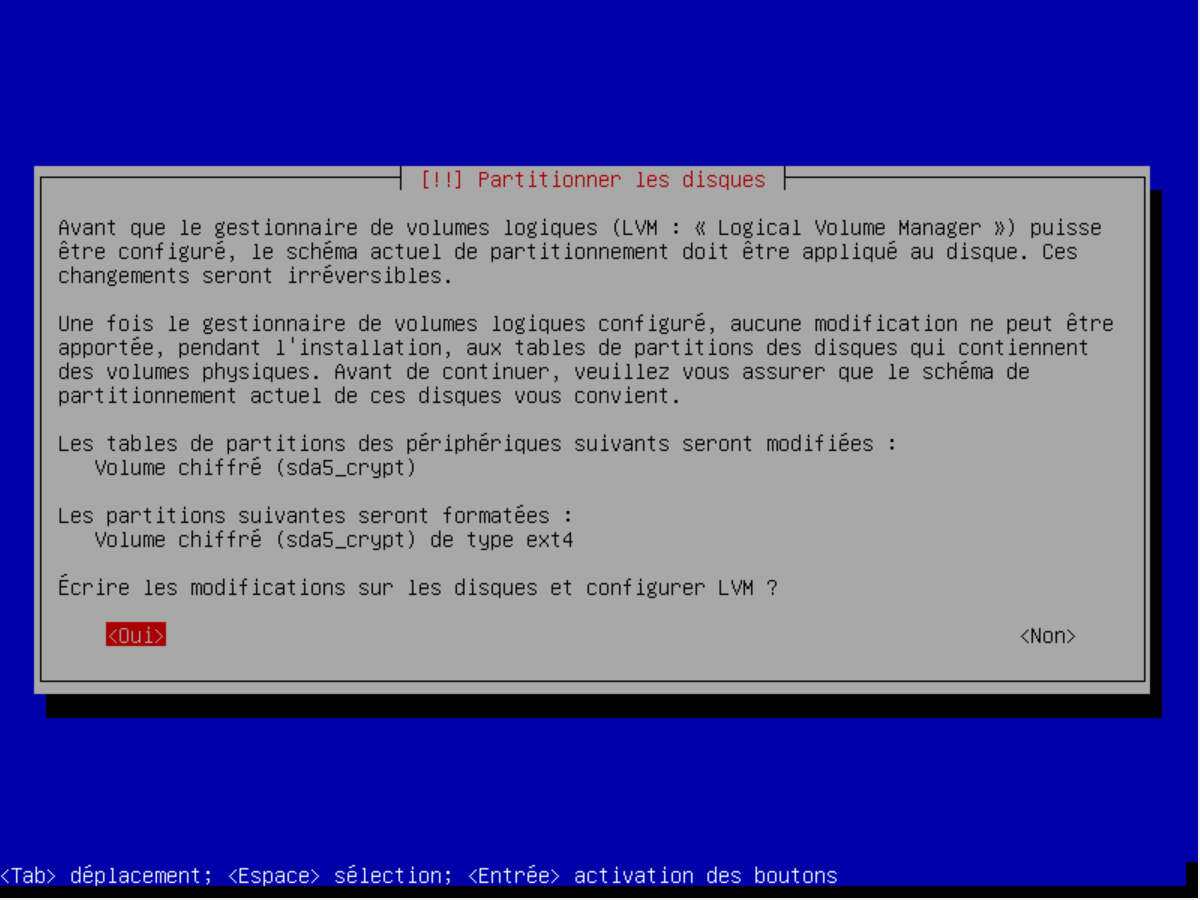 [!!] Partitionner les disques
Avant que le gestionnaire de volumes logiques (LVM : « Logical Volume Manager ») puisse
être configuré, le schéma actuel de partitionnement doit être appliqué au disque. Ces
changements seront irréversibles.
Une fois le gestionnaire de volumes logiques configuré, aucune modification ne peut être
apportée, pendant l'installation, aux tables de partitions des disques qui contiennent
des volumes physiques. Avant de continuer, veuillez vous assurer que le schéma de
partitionnement actuel de ces disques vous convient.
Les tables de partitions des périphériques suivants seront modifiées :
Volume chiffré (sda5_crypt)
Les partitions suivantes seront formatées :
Volume chiffré (sda5_crypt) de type ext4
Écrire les modifications sur les disques et configurer LVM ?
<Oui> <Non>
<Tab> déplacement; <Espace> sélection; <Entrée> activation des boutons